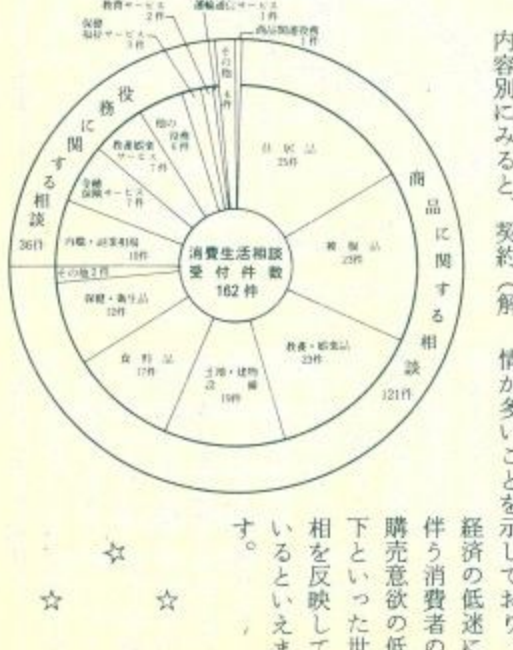 内容別にみると、契約(解
情が多いことを示しており、
経済の低迷に
伴う消費者の
購売意欲の低
下といった世
相を反映して
いるといえま
す。
消費生活相談
受付件数
162件
商品に関する相談
121件
住居品
25件
被服品
23件
教養・娯楽品
23件
土地・建物
設備
19件
食料品
17件
保健・衛生品
12件
その他2件
役務に関する相談
36件
内職・副業相場
10件
金融
保険サービス
7件
教養娯楽
サービス
7件
他の
役務
6件
保健
福祉サービス
3件
教育サービス
2件
運輸通信サービス
1件
その他
4件
商品関連役務
1件